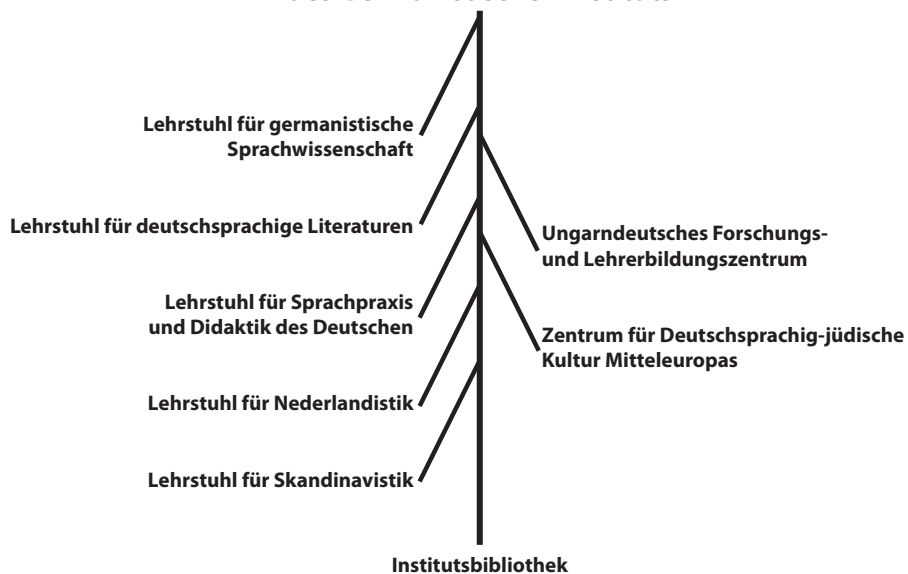 Lehrstuhl für germanistische
Sprachwissenschaft
Lehrstuhl für deutschsprachige Literaturen
Ungarndeutsches Forschungs-
und Lehrerbildungszentrum
Lehrstuhl für Sprachpraxis
und Didaktik des Deutschen
Zentrum für Deutschsprachig-jüdische
Kultur Mitteleuropas
Lehrstuhl für Nederlandistik
Lehrstuhl für Skandinavistik
Institutsbibliothek